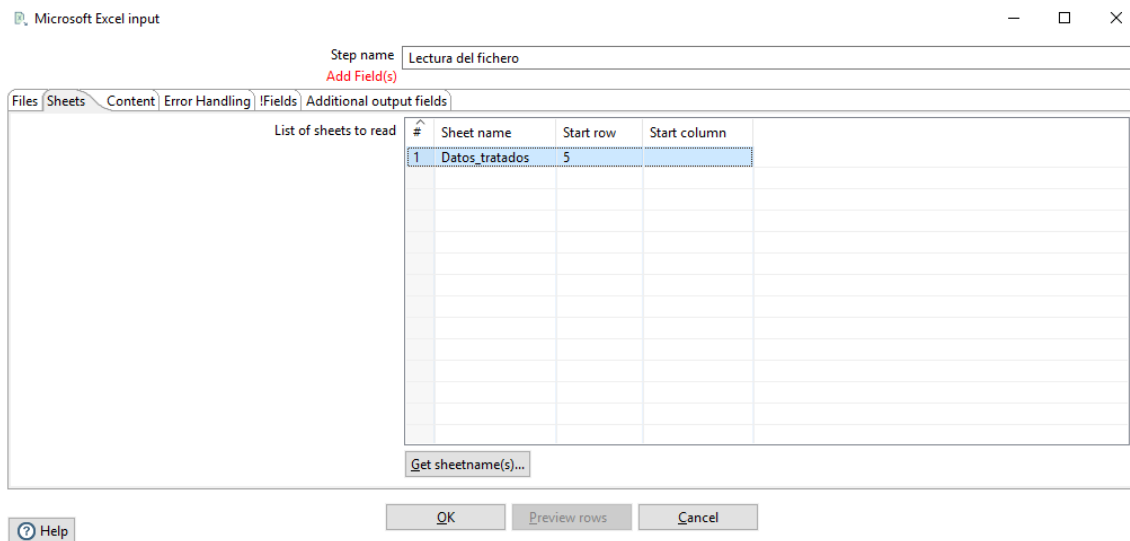 Microsoft Excel input
Step name Lectura del fichero
Add Field(s)
Files Sheets Content Error Handling !Fields Additional output fields
List of sheets to read # Sheet name Start row Start column
1 Datos_tratados 5
Get sheetname(s)...
OK Preview rows Cancel
Help